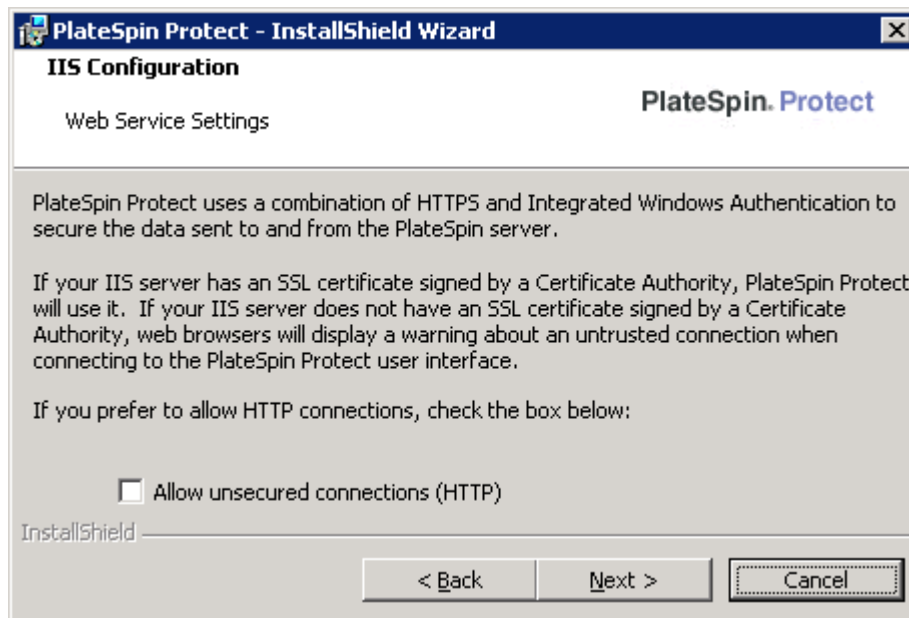 PlateSpin Protect - InstallShield Wizard
IIS Configuration
Web Service Settings
PlateSpin. Protect
PlateSpin Protect uses a combination of HTTPS and Integrated Windows Authentication to
secure the data sent to and from the PlateSpin server.
If your IIS server has an SSL certificate signed by a Certificate Authority, PlateSpin Protect
will use it. If your IIS server does not have an SSL certificate signed by a Certificate
Authority, web browsers will display a warning about an untrusted connection when
connecting to the PlateSpin Protect user interface.
If you prefer to allow HTTP connections, check the box below:
Allow unsecured connections (HTTP)
InstallShield
< Back
Next >
Cancel